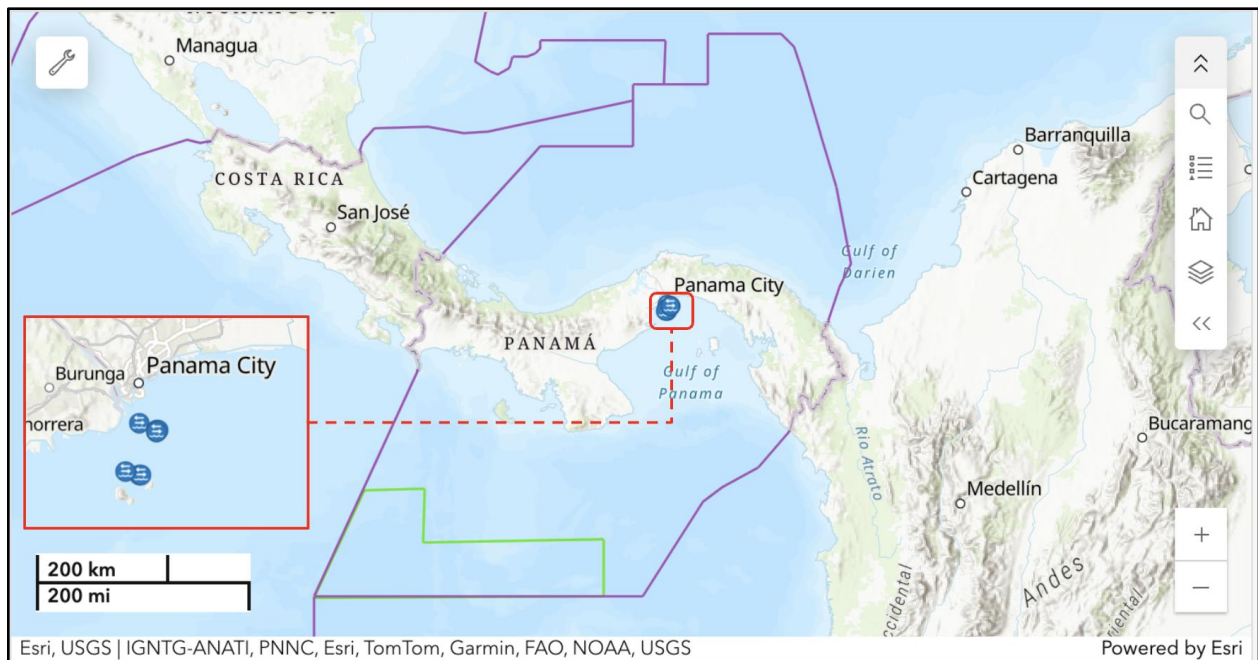 Managua
Barranquilla
Cartagena
COSTA RICA
San José
Gulf of
Darien
Panama City
PANAMÁ
Gulf of
Panama
Panama City
Burunga
horrera
Rio Atrato
Bucaramang
Medellín
Andes
ccidental
Oriental
200 km
200 mi
Esri, USGS | IGNTG-ANATI, PNNC, Esri, TomTom, Garmin, FAO, NOAA, USGS
Powered by Esri